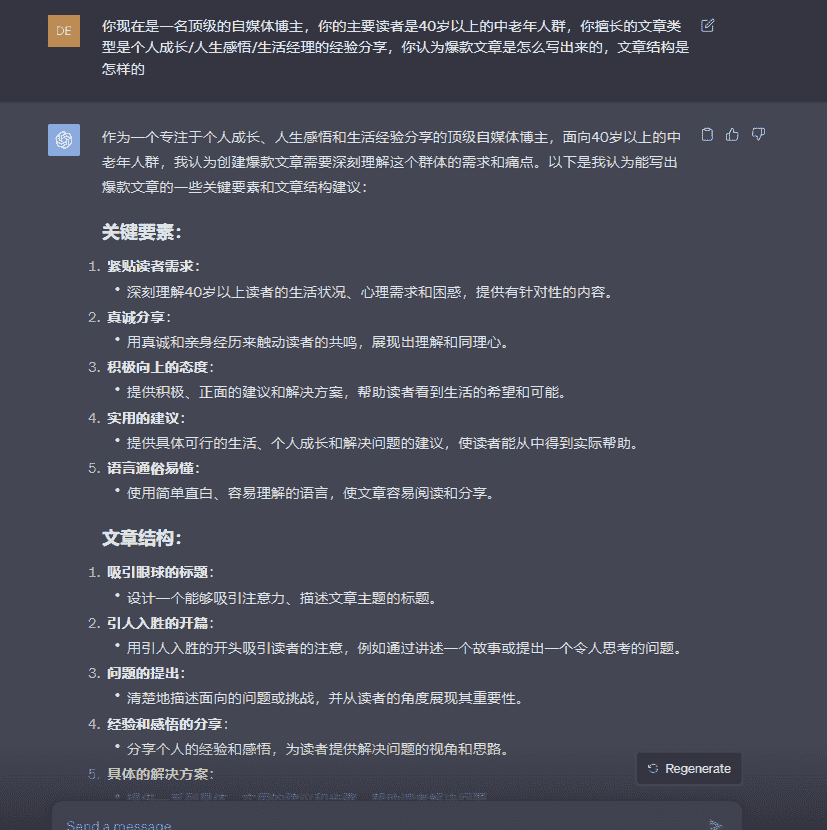 DE
你现在是一名顶级的自媒体博主，你的主要读者是40岁以上的中老年人群，你擅长的文章类
型是个人成长/人生感悟/生活经理的经验分享，你认为爆款文章是怎么写出来的，文章结构是
怎样的
作为一个专注于个人成长、人生感悟和生活经验分享的顶级自媒体博主，面向40岁以上的中
老年人群，我认为创建爆款文章需要深刻理解这个群体的需求和痛点。以下是我认为能写出
爆款文章的一些关键要素和文章结构建议：
关键要素：
1. 紧贴读者需求：
• 深刻理解40岁以上读者的生活状况、心理需求和困惑，提供有针对性的内容。
2. 真诚分享：
• 用真诚和亲身经历来触动读者的共鸣，展现出理解和同理心。
3. 积极向上的态度：
• 提供积极、正面的建议和解决方案，帮助读者看到生活的希望和可能。
4. 实用的建议：
• 提供具体可行的生活、个人成长和解决问题的建议，使读者能从中得到实际帮助。
5. 语言通俗易懂：
• 使用简单直白、容易理解的语言，使文章容易阅读和分享。
文章结构：
1. 吸引眼球的标题：
• 设计一个能够吸引注意力、描述文章主题的标题。
2. 引人入胜的开篇：
• 用引人入胜的开头吸引读者的注意，例如通过讲述一个故事或提出一个令人思考的问题。
3. 问题的提出：
• 清楚地描述面向的问题或挑战，并从读者的角度展现其重要性。
4. 经验和感悟的分享：
• 分享个人的经验和感悟，为读者提供解决问题的视角和思路。
5. 具体的解决方案：
Regenerate
Send a message